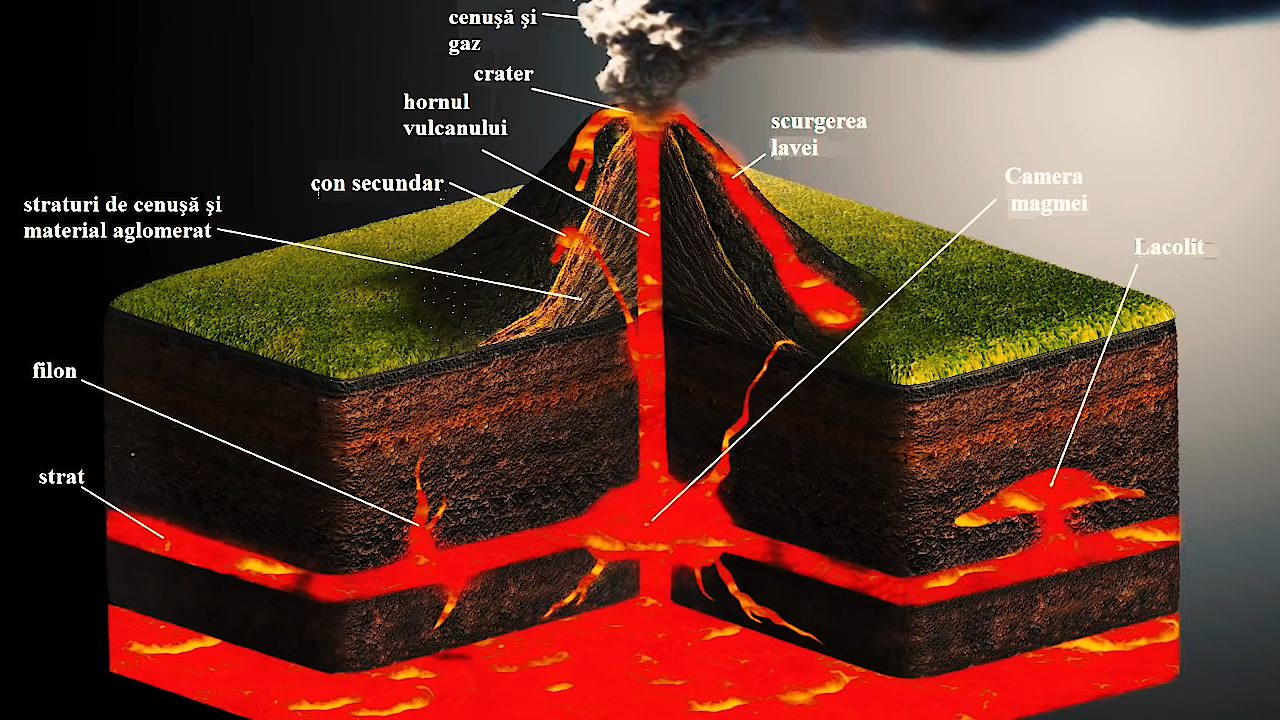 cenuşă şi
gaz
crater
hornul
vulcanului
scurgerea
lavei
con secundar
Camera
magmei
straturi de cenuşă şi
material aglomerat
Lacolit
filon
strat